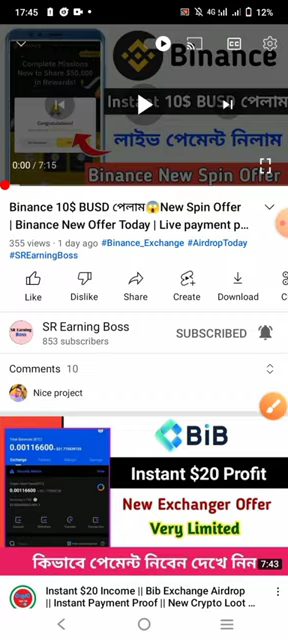 17:45
4G
12%
Complete Missions
Now to Share $50,000
in Rewards!
Congratulations!
Binance
Instant 10$ BUSD পেলাম
লাইভ পেমেন্ট নিলাম
Binance New Spin Offer
0:00 / 7:15
Binance 10$ BUSD পেলাম😱New Spin Offer
| Binance New Offer Today | Live payment p...
355 views · 1 day ago #Binance_Exchange #AirdropToday
#SREarningBoss
Like
Dislike
Share
Create
Download
SR Earning Boss
853 subscribers
SUBSCRIBED
Comments 10
Nice project
0.00116600
BiB
Instant $20 Profit
New Exchanger Offer
Very Limited
কিভাবে পেমেন্ট নিবেন দেখে নিন
7:43
Instant $20 Income || Bib Exchange Airdrop
|| Instant Payment Proof || New Crypto Loot ...